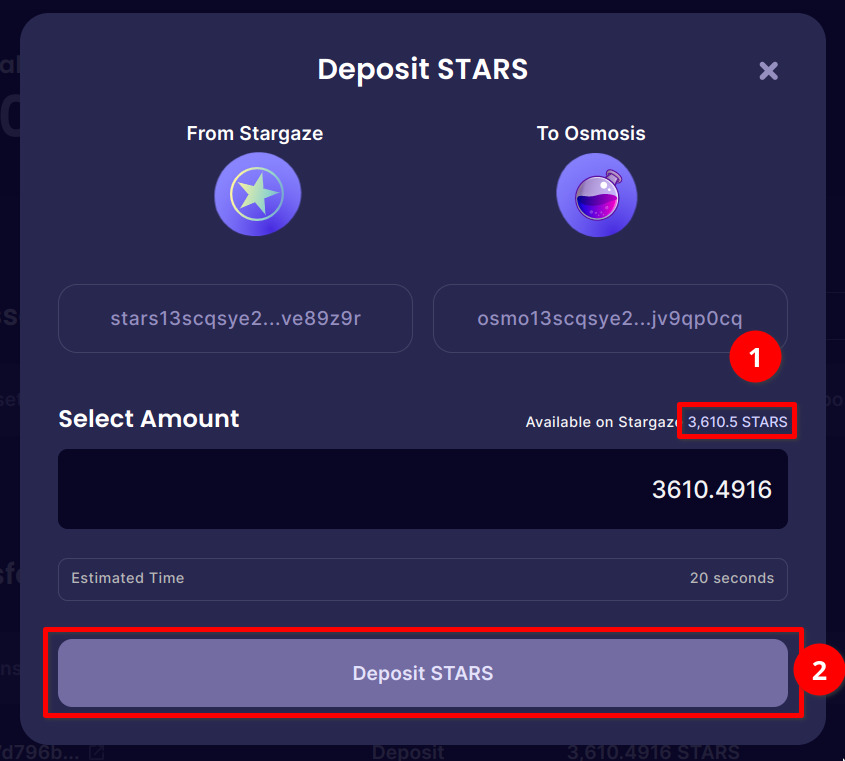 Deposit STARS
From Stargaze
To Osmosis
stars13scqsye2...ve89z9r
osmo13scqsye2...jv9qp0cq
1
Select Amount
Available on Stargaze 3,610.5 STARS
3610.4916
Estimated Time
20 seconds
Deposit STARS
2
d796b...
Deposit
3,610.4916 STARS